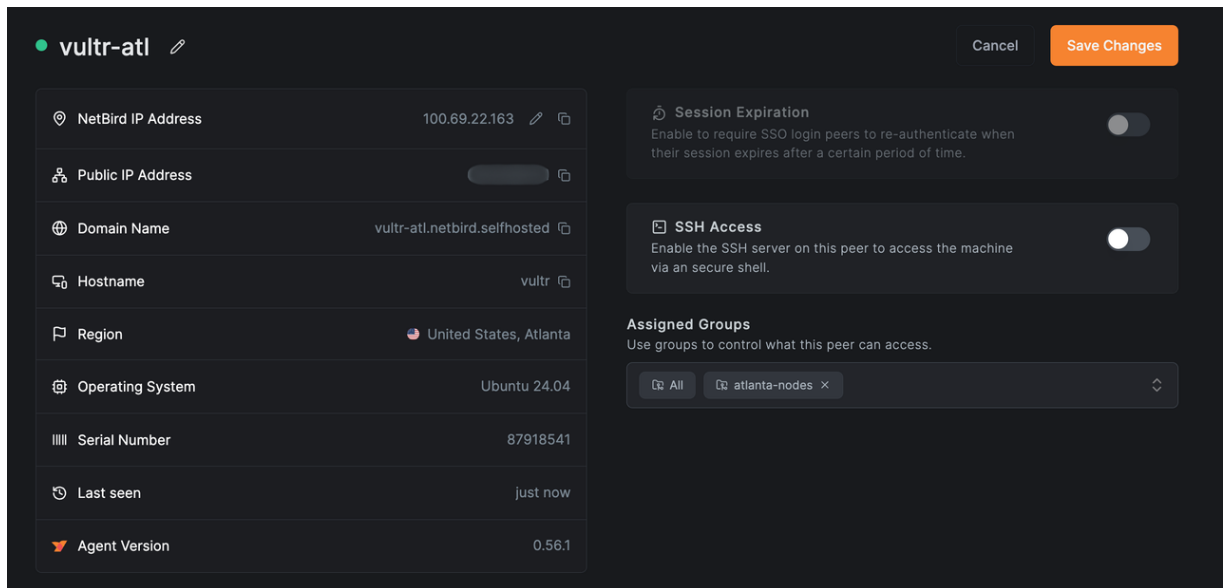 vultr-atl
Cancel
Save Changes
NetBird IP Address
100.69.22.163
Public IP Address
Domain Name
vultr-atl.netbird.selfhosted
Hostname
vultr
Region
United States, Atlanta
Operating System
Ubuntu 24.04
Serial Number
87918541
Last seen
just now
Agent Version
0.56.1
Session Expiration
Enable to require SSO login peers to re-authenticate when
their session expires after a certain period of time.
SSH Access
Enable the SSH server on this peer to access the machine
via an secure shell.
Assigned Groups
Use groups to control what this peer can access.
All
atlanta-nodes